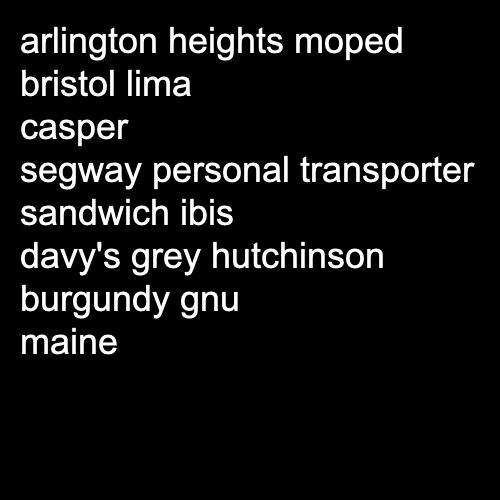 arlington heights moped
bristol lima
casper
segway personal transporter
sandwich ibis
davy's grey hutchinson
burgundy gnu
maine